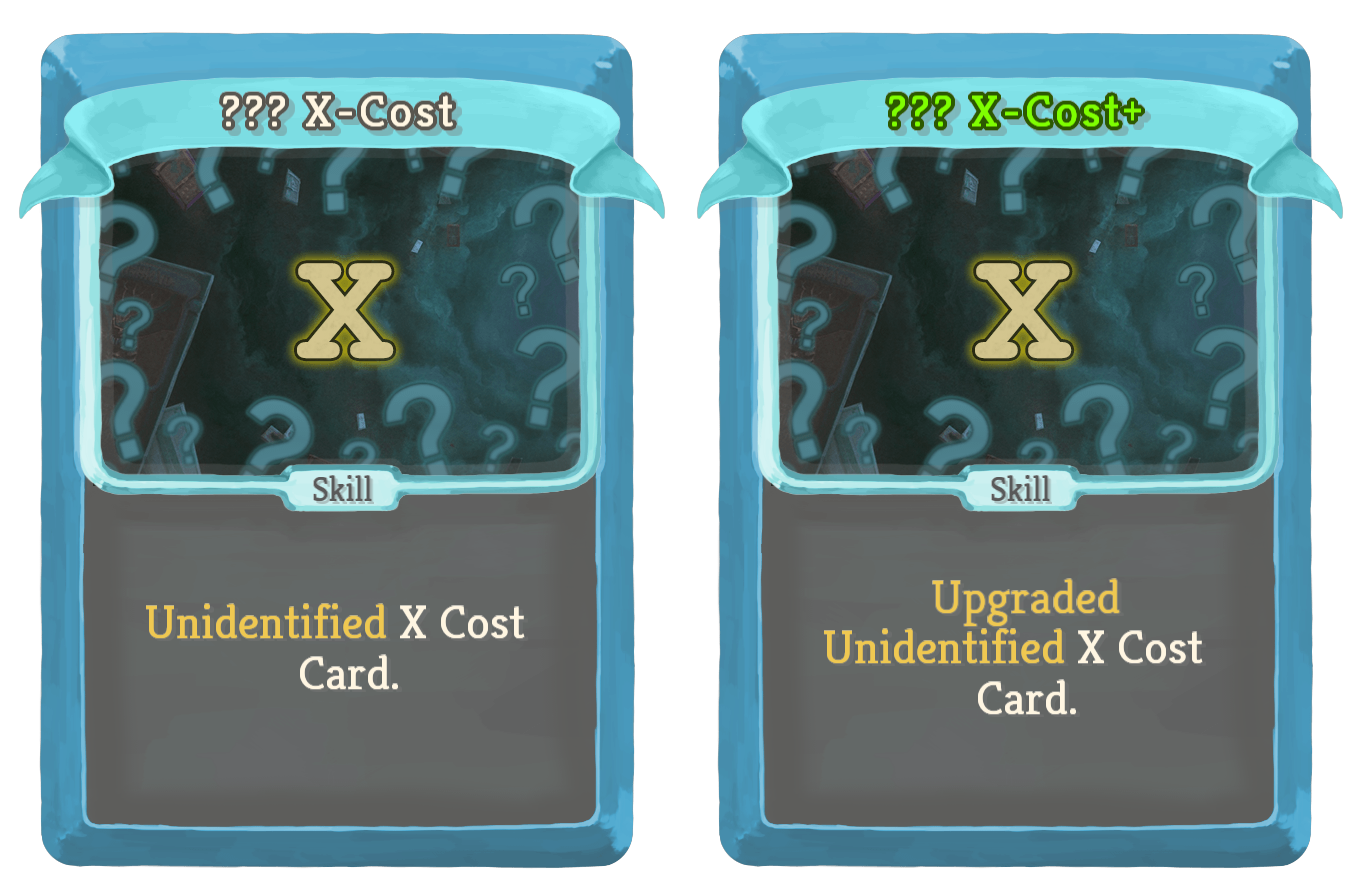 ??? X-Cost
X
Skill
Unidentified X Cost
Card.
??? X-Cost+
X
Skill
Upgraded
Unidentified X Cost
Card.